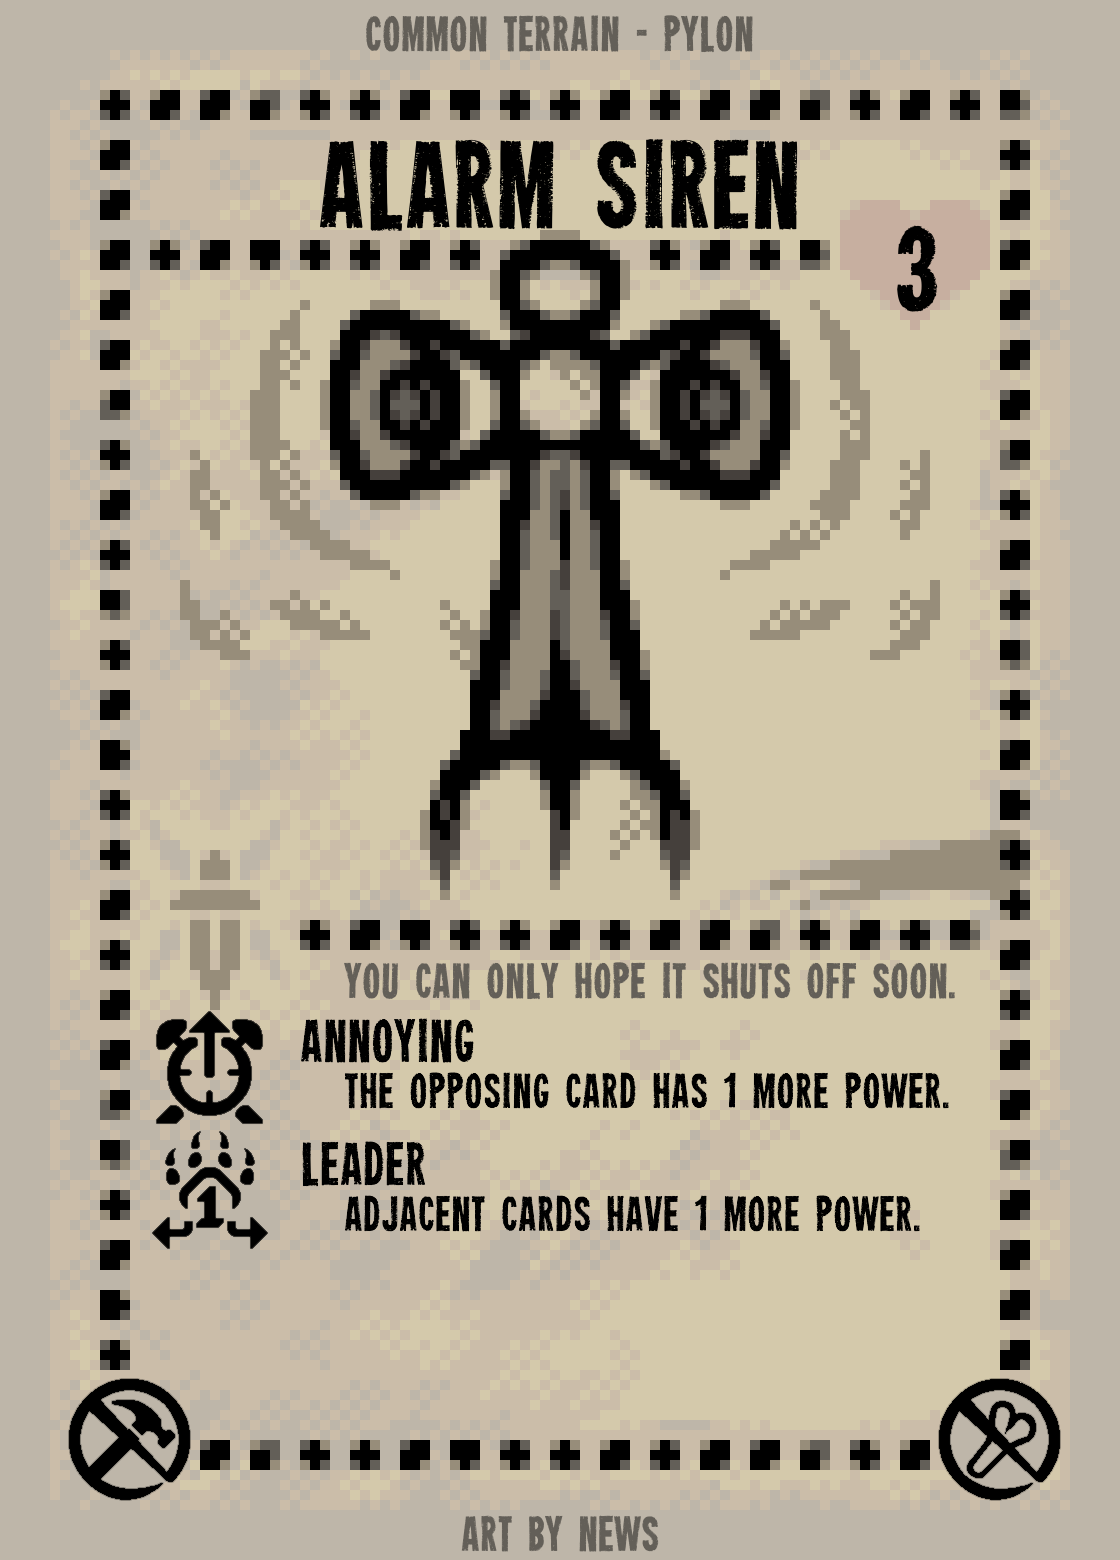 COMMON TERRAIN - PYLON
ALARM SIREN
3
YOU CAN ONLY HOPE IT SHUTS OFF SOON.
ANNOYING
THE OPPOSING CARD HAS 1 MORE POWER.
LEADER
1
ADJACENT CARDS HAVE 1 MORE POWER.
ART BY NEWS